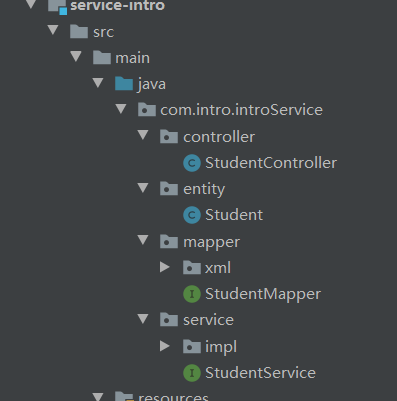 service-intro
src
main
java
com.intro.introService
controller
C StudentController
entity
C Student
mapper
xml
I StudentMapper
service
impl
I StudentService
resources